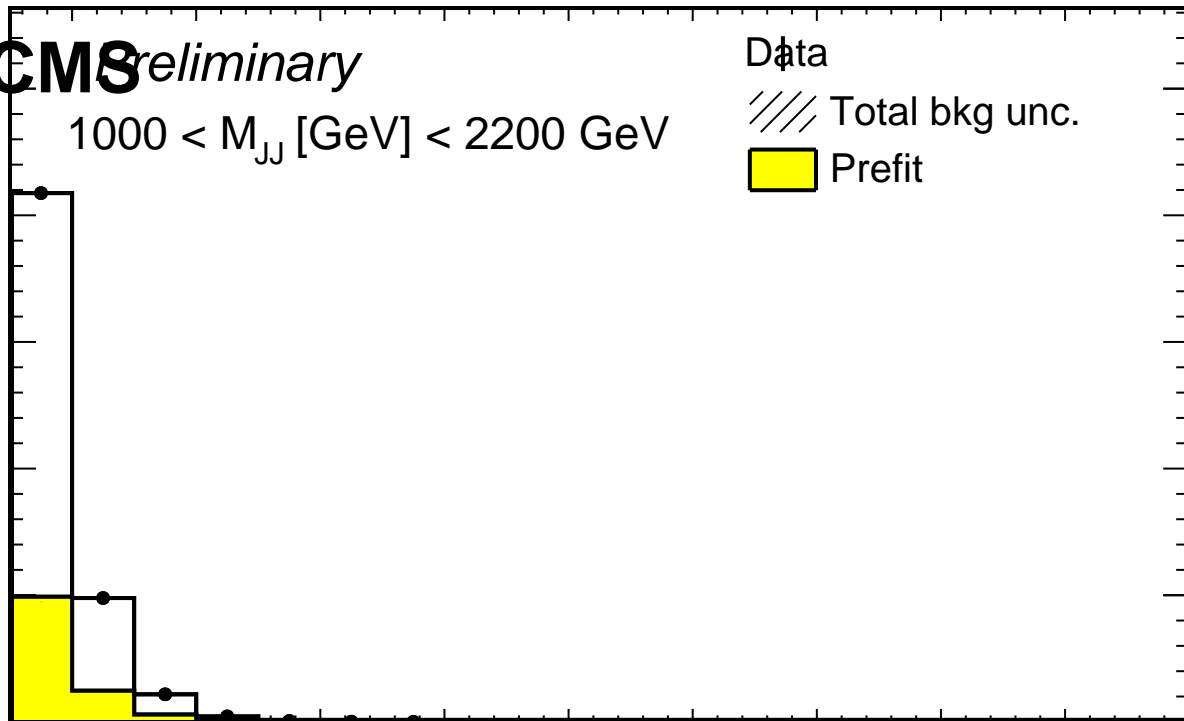 CMS Preliminary
1000 < M_JJ [GeV] < 2200 GeV
Data
Total bkg unc.
Prefit